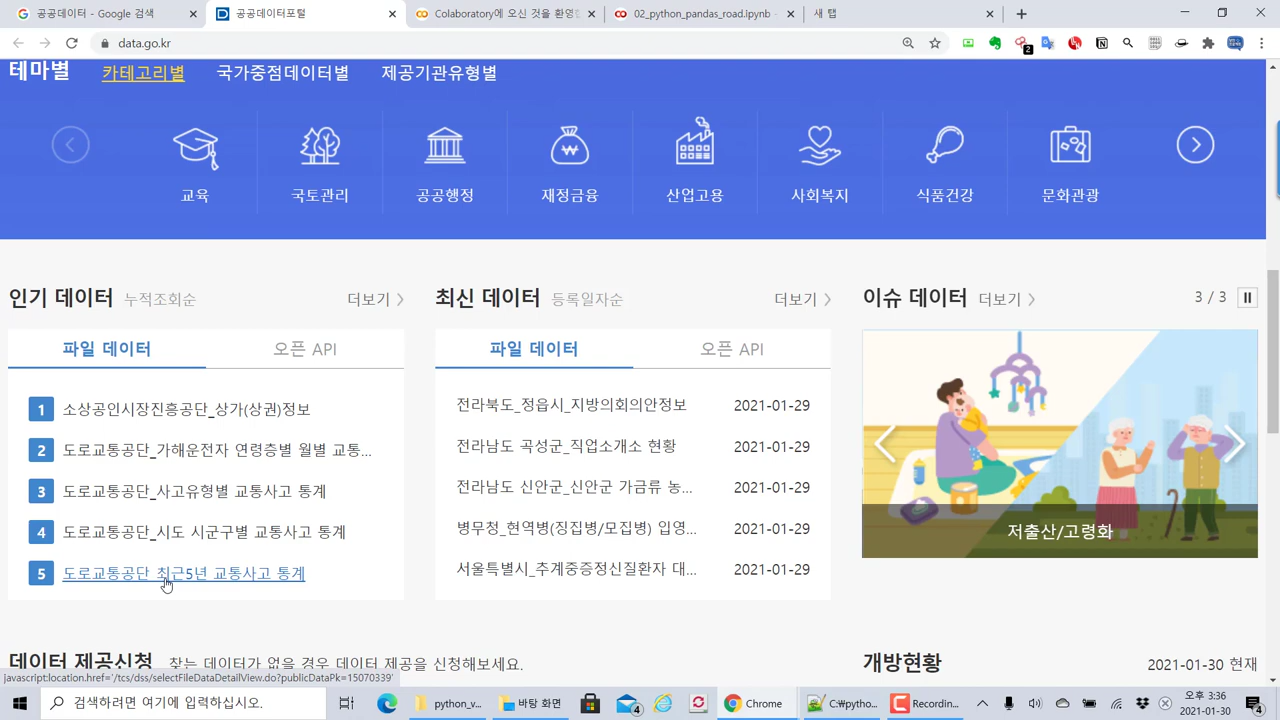 공공데이터 - Google 검색
공공데이터포털
Colaboratory에 오신 것을 환영한
02_python_pandas_road.ipynb -
새 탭
data.go.kr
2
테마별 카테고리별 국가중점데이터별 제공기관유형별
교육 국토관리 공공행정 재정금융 산업고용 사회복지 식품건강 문화관광
인기 데이터 누적조회순 더보기
파일 데이터 오픈 API
1 소상공인시장진흥공단_상가(상권)정보
2 도로교통공단_가해운전자 연령층별 월별 교통...
3 도로교통공단_사고유형별 교통사고 통계
4 도로교통공단_시도 시군구별 교통사고 통계
5 도로교통공단 최근5년 교통사고 통계
최신 데이터 등록일자순 더보기
파일 데이터 오픈 API
전라북도_정읍시_지방의회의안정보 2021-01-29
전라남도 곡성군_직업소개소 현황 2021-01-29
전라남도 신안군_신안군 가금류 농... 2021-01-29
병무청_현역병(징집병/모집병) 입영... 2021-01-29
서울특별시_추계중증정신질환자 대... 2021-01-29
이슈 데이터 더보기 3 / 3
저출산/고령화
데이터 제공신청 찾는 데이터가 없을 경우 데이터 제공을 신청해보세요.
개방현황 2021-01-30 현재
javascript:location.href='/tcs/dss/selectFileDataDetailView.do?publicDataPk=15070339'
검색하려면 여기에 입력하십시오.
python_v...
바탕 화면
4
Chrome
C:₩pytho...
Recordin...
오후 3:36
2021-01-30
4